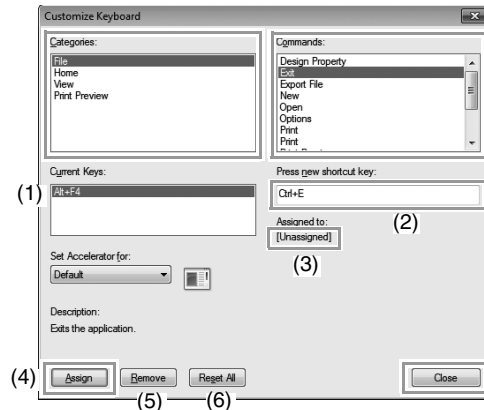 Customize Keyboard
Categories:
File
Home
View
Print Preview
Commands:
Design Property
Exit
Export File
New
Open
Options
Print
Print
Current Keys:
(1)
Alt+F4
Press new shortcut key:
Ctrl+E
(2)
Assigned to:
[Unassigned]
(3)
Set Accelerator for:
Default
Description:
Exits the application.
(4)
Assign
Remove
Reset All
Close
(5)
(6)